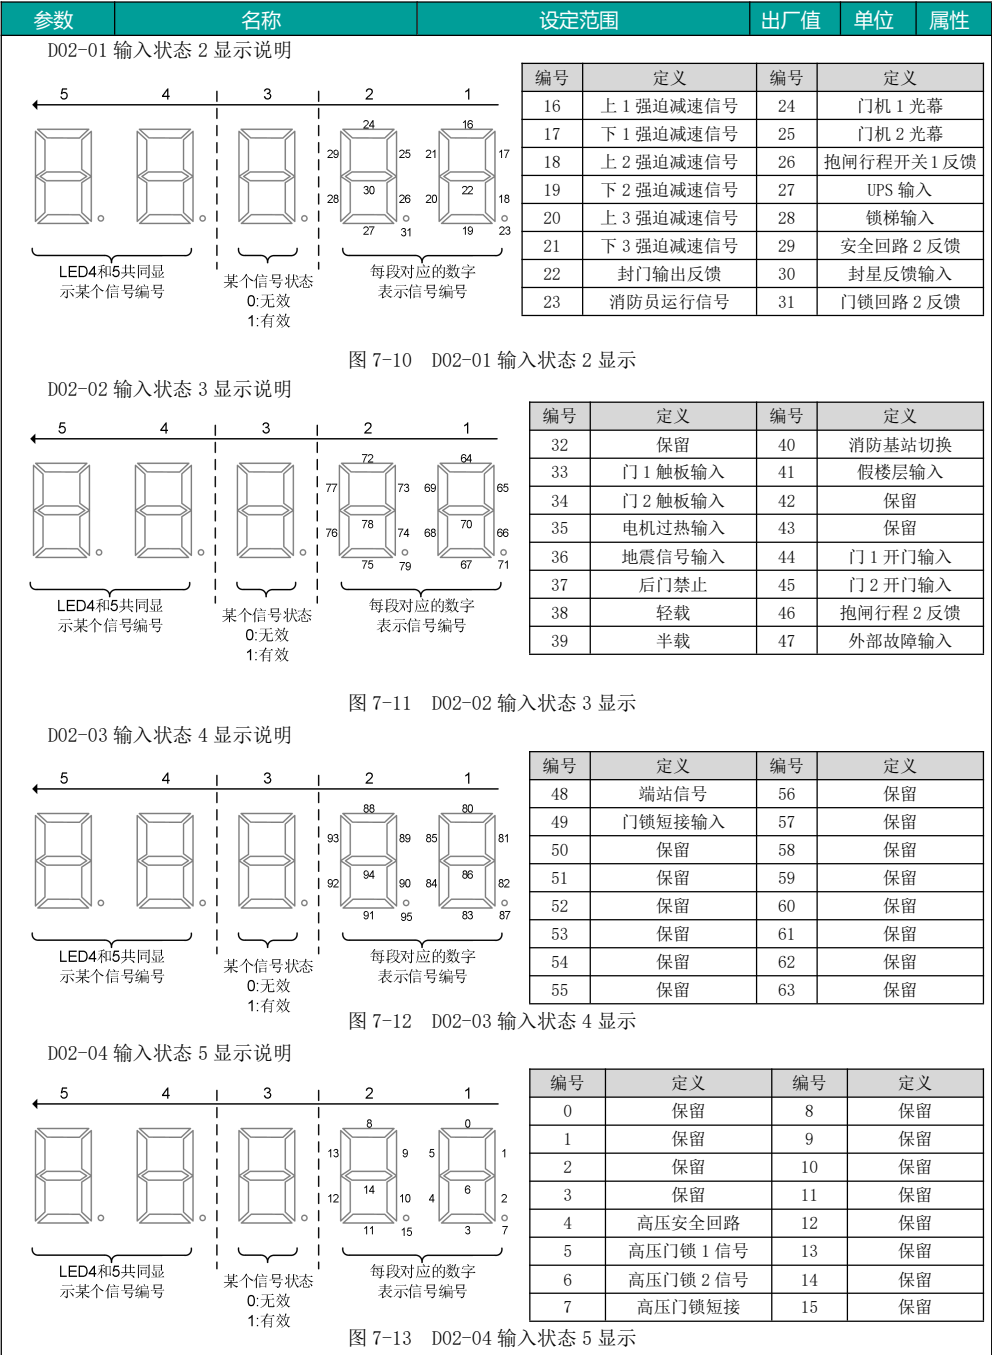 参数 名称 设定范围 出厂值 单位 属性
D02-01 输入状态 2 显示说明
5 4 3 2 1
24 16
29 25 21 17
30 22
28 26 20 18
27 31 19 23
LED4和5共同显
示某个信号编号
某个信号状态
0:无效
1:有效
每段对应的数字
表示信号编号
编号 定义 编号 定义
16 上 1 强迫减速信号 24 门机 1 光幕
17 下 1 强迫减速信号 25 门机 2 光幕
18 上 2 强迫减速信号 26 抱闸行程开关 1 反馈
19 下 2 强迫减速信号 27 UPS 输入
20 上 3 强迫减速信号 28 锁梯输入
21 下 3 强迫减速信号 29 安全回路 2 反馈
22 封门输出反馈 30 封星反馈输入
23 消防员运行信号 31 门锁回路 2 反馈
图 7-10 D02-01 输入状态 2 显示
D02-02 输入状态 3 显示说明
5 4 3 2 1
72 64
77 73 69 65
78 70
76 74 68 66
75 79 67 71
LED4和5共同显
示某个信号编号
某个信号状态
0:无效
1:有效
每段对应的数字
表示信号编号
编号 定义 编号 定义
32 保留 40 消防基站切换
33 门 1 触板输入 41 假楼层输入
34 门 2 触板输入 42 保留
35 电机过热输入 43 保留
36 地震信号输入 44 门 1 开门输入
37 后门禁止 45 门 2 开门输入
38 轻载 46 抱闸行程 2 反馈
39 半载 47 外部故障输入
图 7-11 D02-02 输入状态 3 显示
D02-03 输入状态 4 显示说明
5 4 3 2 1
88 80
93 89 85 81
94 86
92 90 84 82
91 95 83 87
LED4和5共同显
示某个信号编号
某个信号状态
0:无效
1:有效
每段对应的数字
表示信号编号
编号 定义 编号 定义
48 端站信号 56 保留
49 门锁短接输入 57 保留
50 保留 58 保留
51 保留 59 保留
52 保留 60 保留
53 保留 61 保留
54 保留 62 保留
55 保留 63 保留
图 7-12 D02-03 输入状态 4 显示
D02-04 输入状态 5 显示说明
5 4 3 2 1
8 0
13 9 5 1
14 6
12 10 4 2
11 15 3 7
LED4和5共同显
示某个信号编号
某个信号状态
0:无效
1:有效
每段对应的数字
表示信号编号
编号 定义 编号 定义
0 保留 8 保留
1 保留 9 保留
2 保留 10 保留
3 保留 11 保留
4 高压安全回路 12 保留
5 高压门锁 1 信号 13 保留
6 高压门锁 2 信号 14 保留
7 高压门锁短接 15 保留
图 7-13 D02-04 输入状态 5 显示